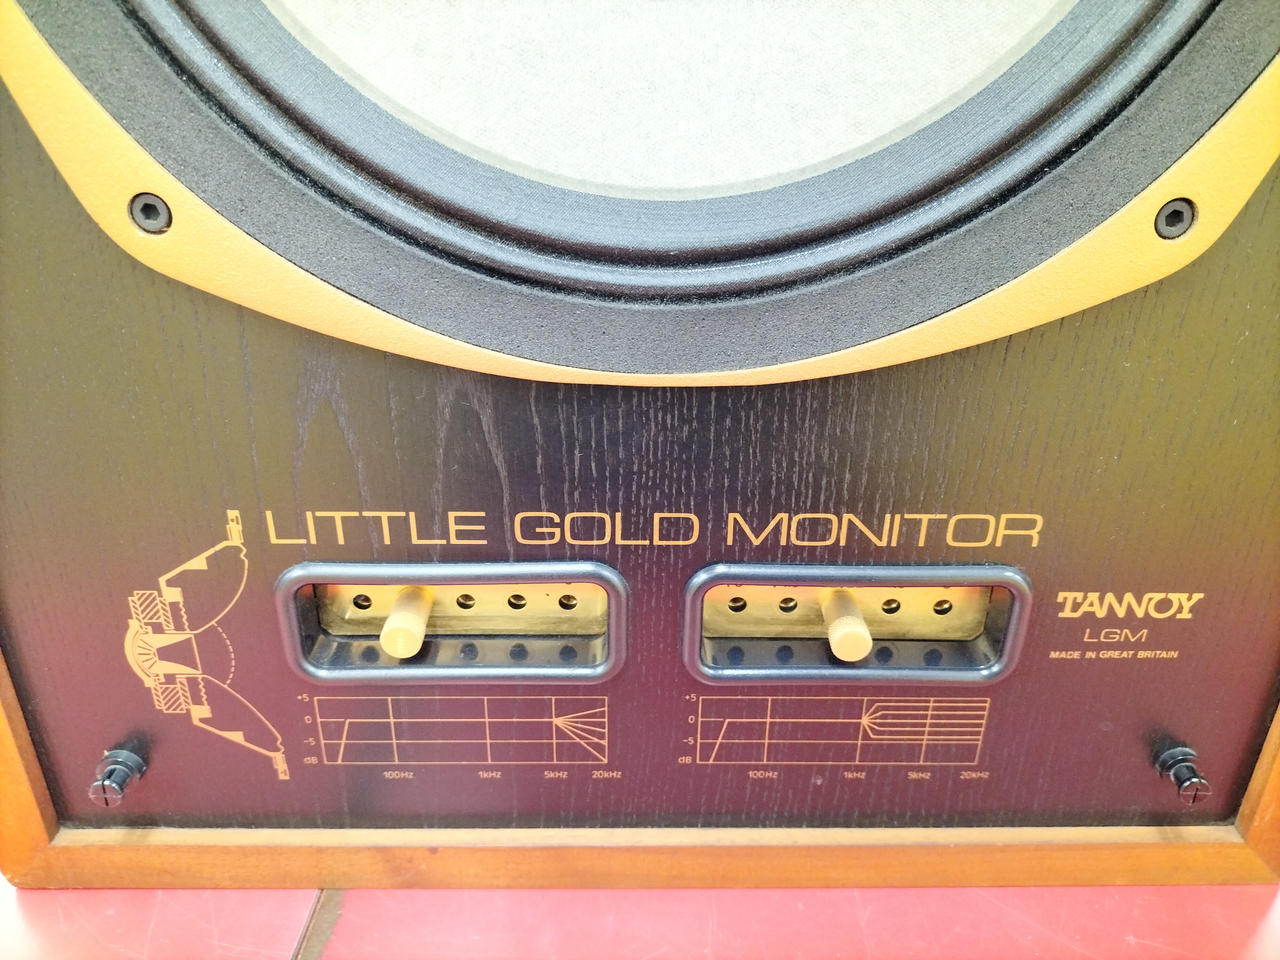 LITTLE GOLD MONITOR
TANNOY
LGM
MADE IN GREAT BRITAIN
+5
0
-5
dB
100Hz 1kHz 5kHz 20kHz
+5
0
-5
dB
100Hz 1kHz 5kHz 20kHz